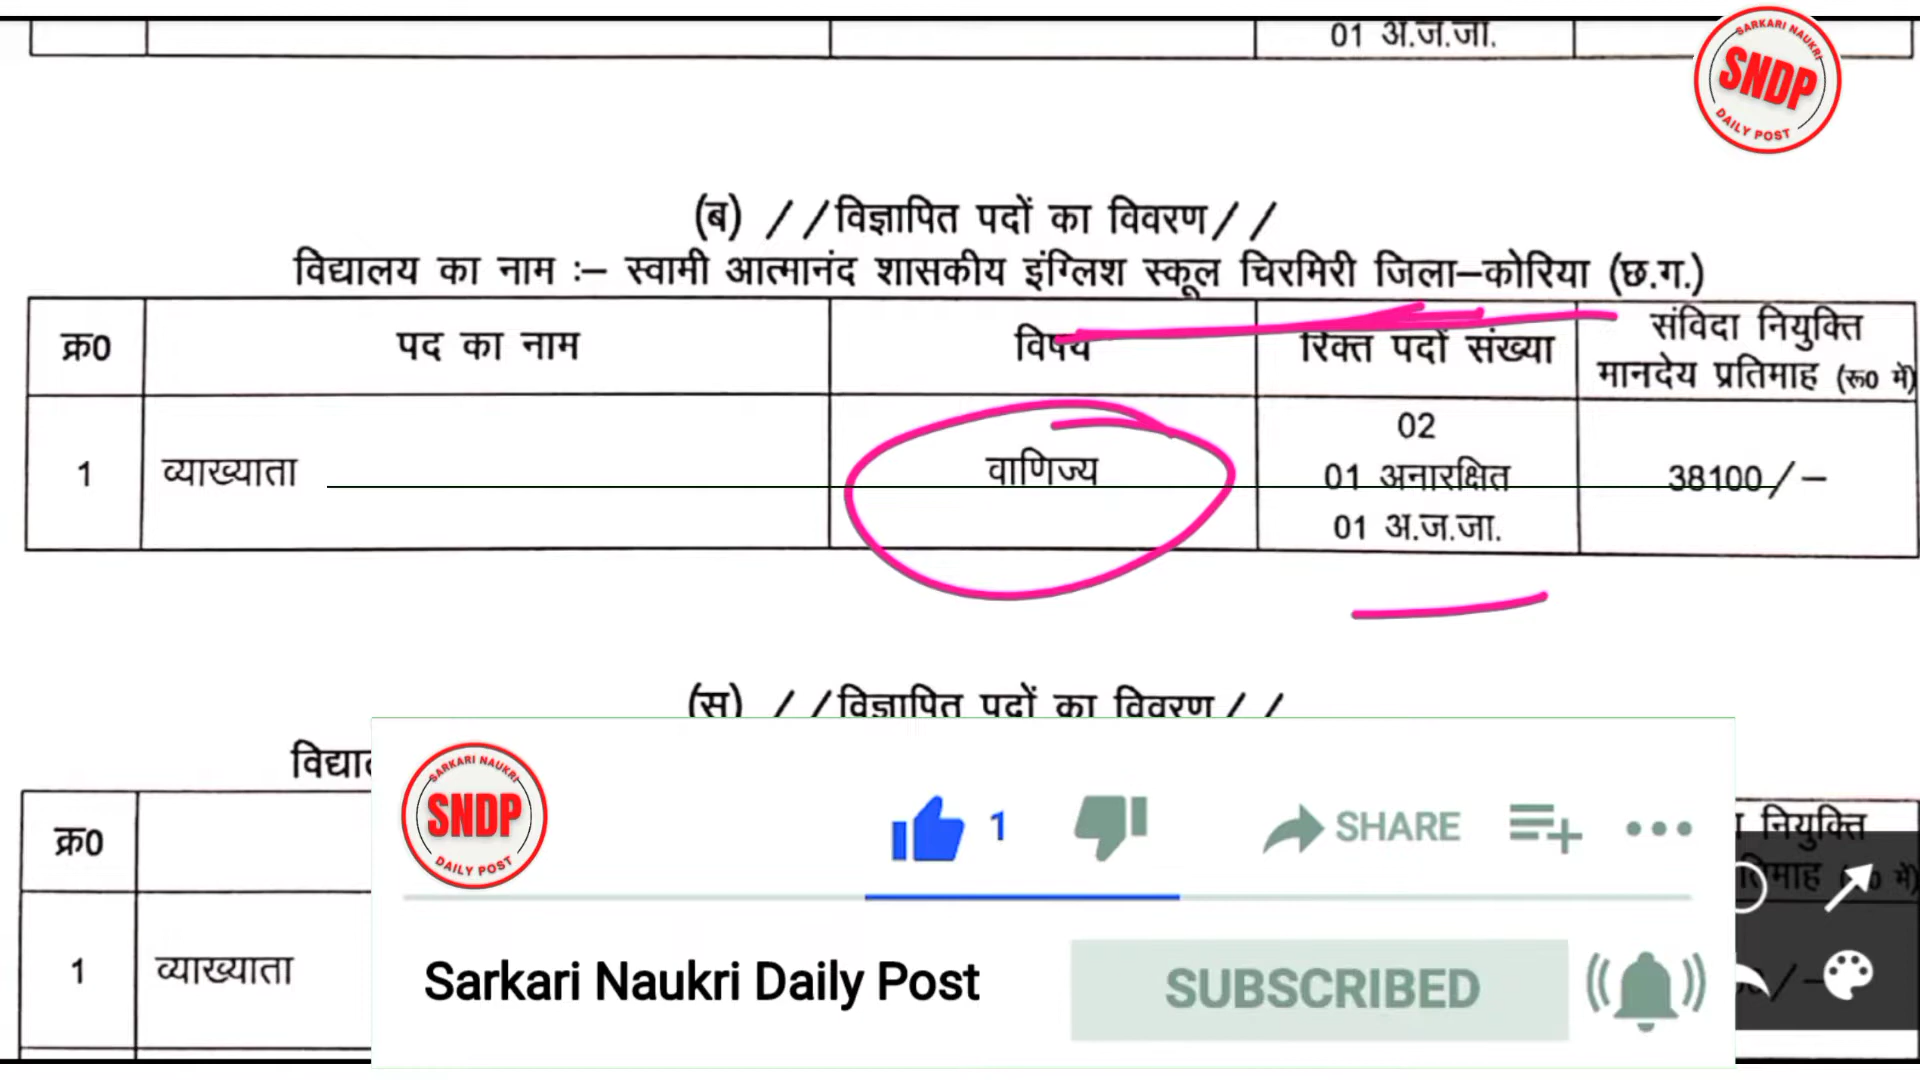 01 अ.ज.जा.
SARKARI NAUKRI
SNDP
DAILY POST
(ब) //विज्ञापित पदों का विवरण//
विद्यालय का नाम :– स्वामी आत्मानंद शासकीय इंग्लिश स्कूल चिरमिरी जिला–कोरिया (छ.ग.)
क्र0 पद का नाम विषय रिक्त पदों संख्या संविदा नियुक्ति
मानदेय प्रतिमाह (रू0 में)
02
1 व्याख्याता वाणिज्य 01 अनारक्षित 38100/–
01 अ.ज.जा.
(स) //विज्ञापित पदों का विवरण//
क्र0 नियुक्ति
में)
SARKARI NAUKRI
SNDP
DAILY POST
1 SHARE
1 व्याख्याता
Sarkari Naukri Daily Post SUBSCRIBED